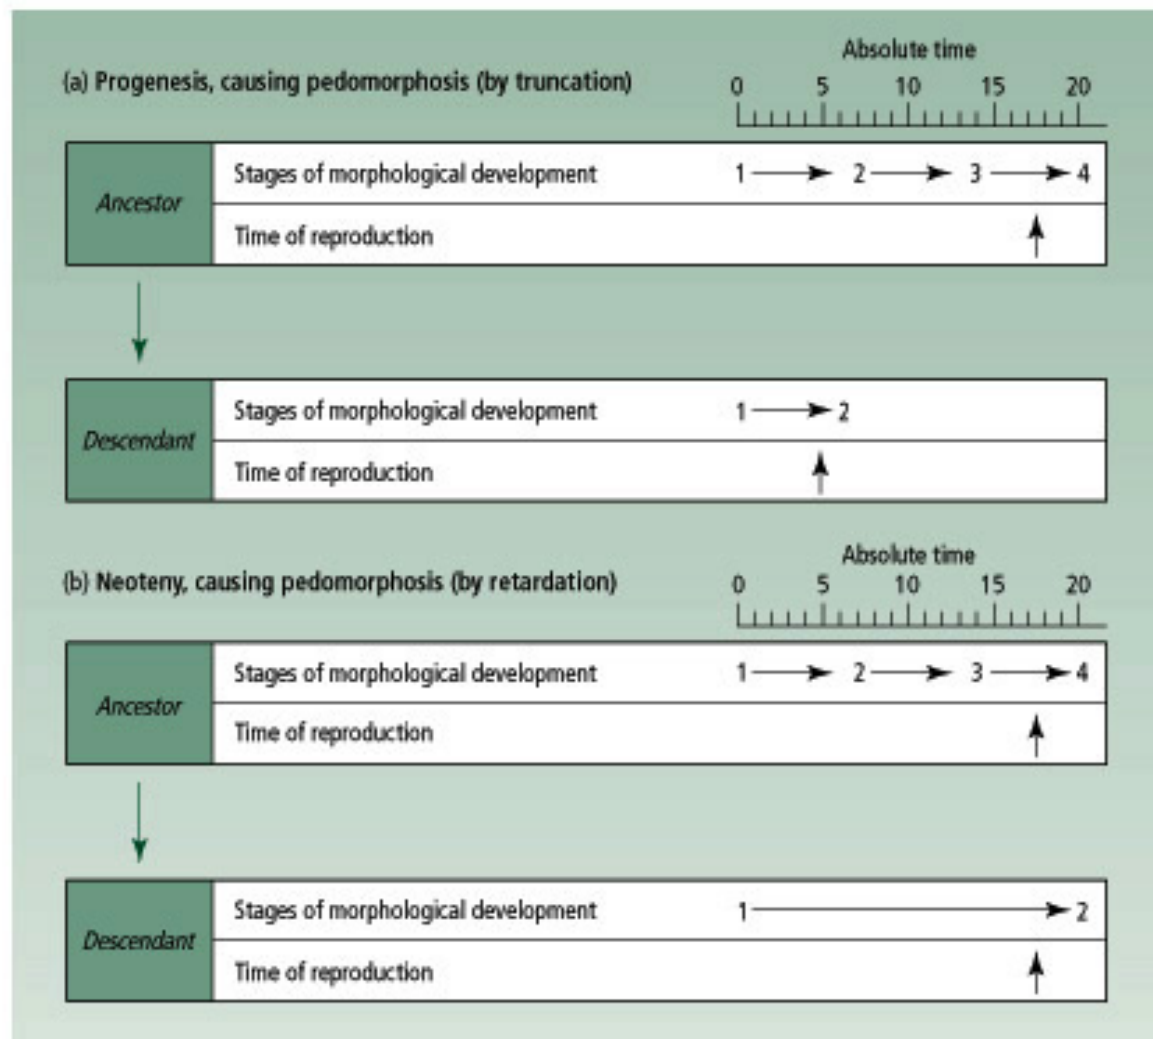 Absolute time
(a) Progenesis, causing pedomorphosis (by truncation)
0 5 10 15 20
Ancestor
Stages of morphological development 1 2 3 4
Time of reproduction
Descendant
Stages of morphological development 1 2
Time of reproduction
Absolute time
(b) Neoteny, causing pedomorphosis (by retardation)
0 5 10 15 20
Ancestor
Stages of morphological development 1 2 3 4
Time of reproduction
Descendant
Stages of morphological development 1 2
Time of reproduction